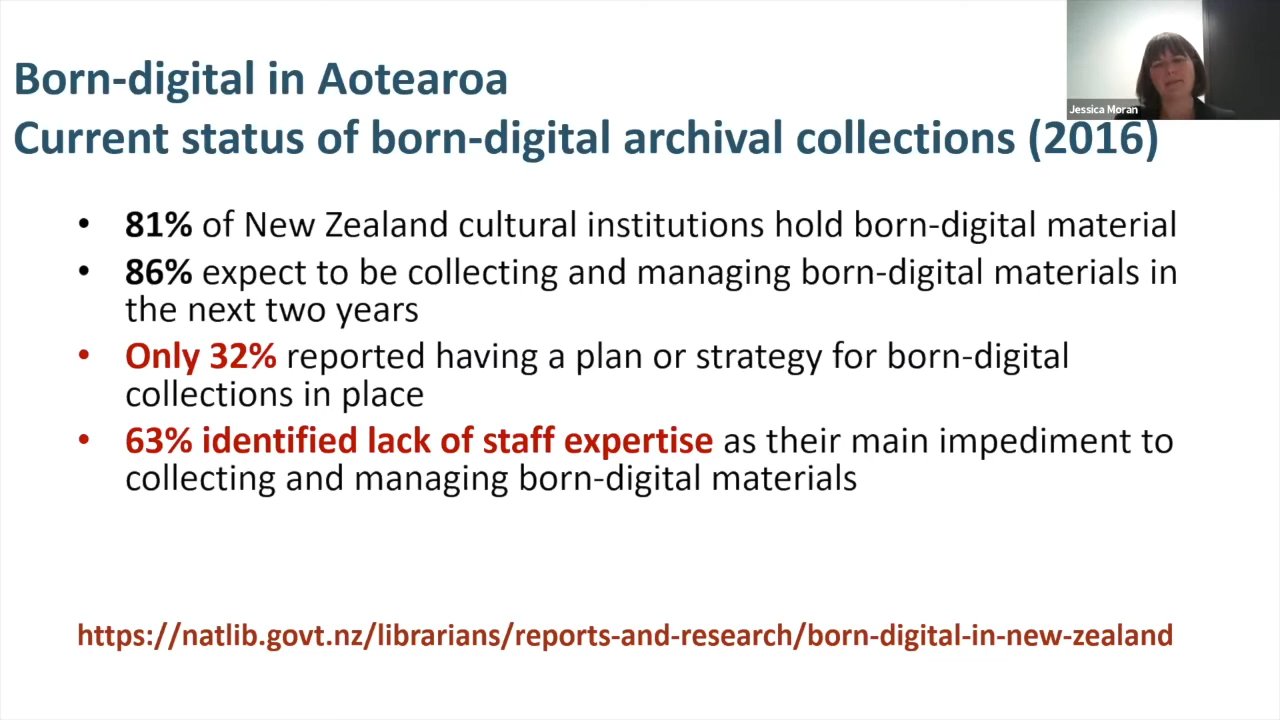 Born-digital in Aotearoa
Current status of born-digital archival collections (2016)
Jessica Moran
• 81% of New Zealand cultural institutions hold born-digital material
• 86% expect to be collecting and managing born-digital materials in
the next two years
• Only 32% reported having a plan or strategy for born-digital
collections in place
• 63% identified lack of staff expertise as their main impediment to
collecting and managing born-digital materials
https://natlib.govt.nz/librarians/reports-and-research/born-digital-in-new-zealand